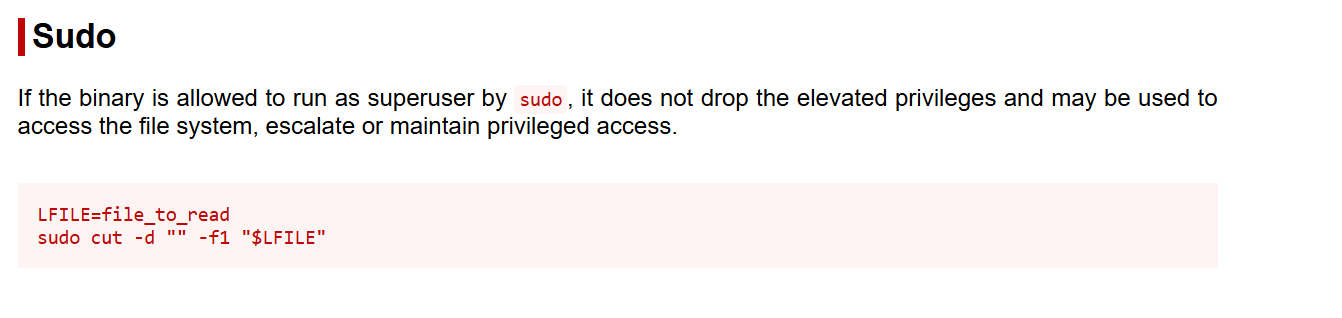 Sudo
If the binary is allowed to run as superuser by sudo, it does not drop the elevated privileges and may be used to
access the file system, escalate or maintain privileged access.
LFILE=file_to_read
sudo cut -d "" -f1 "$LFILE"